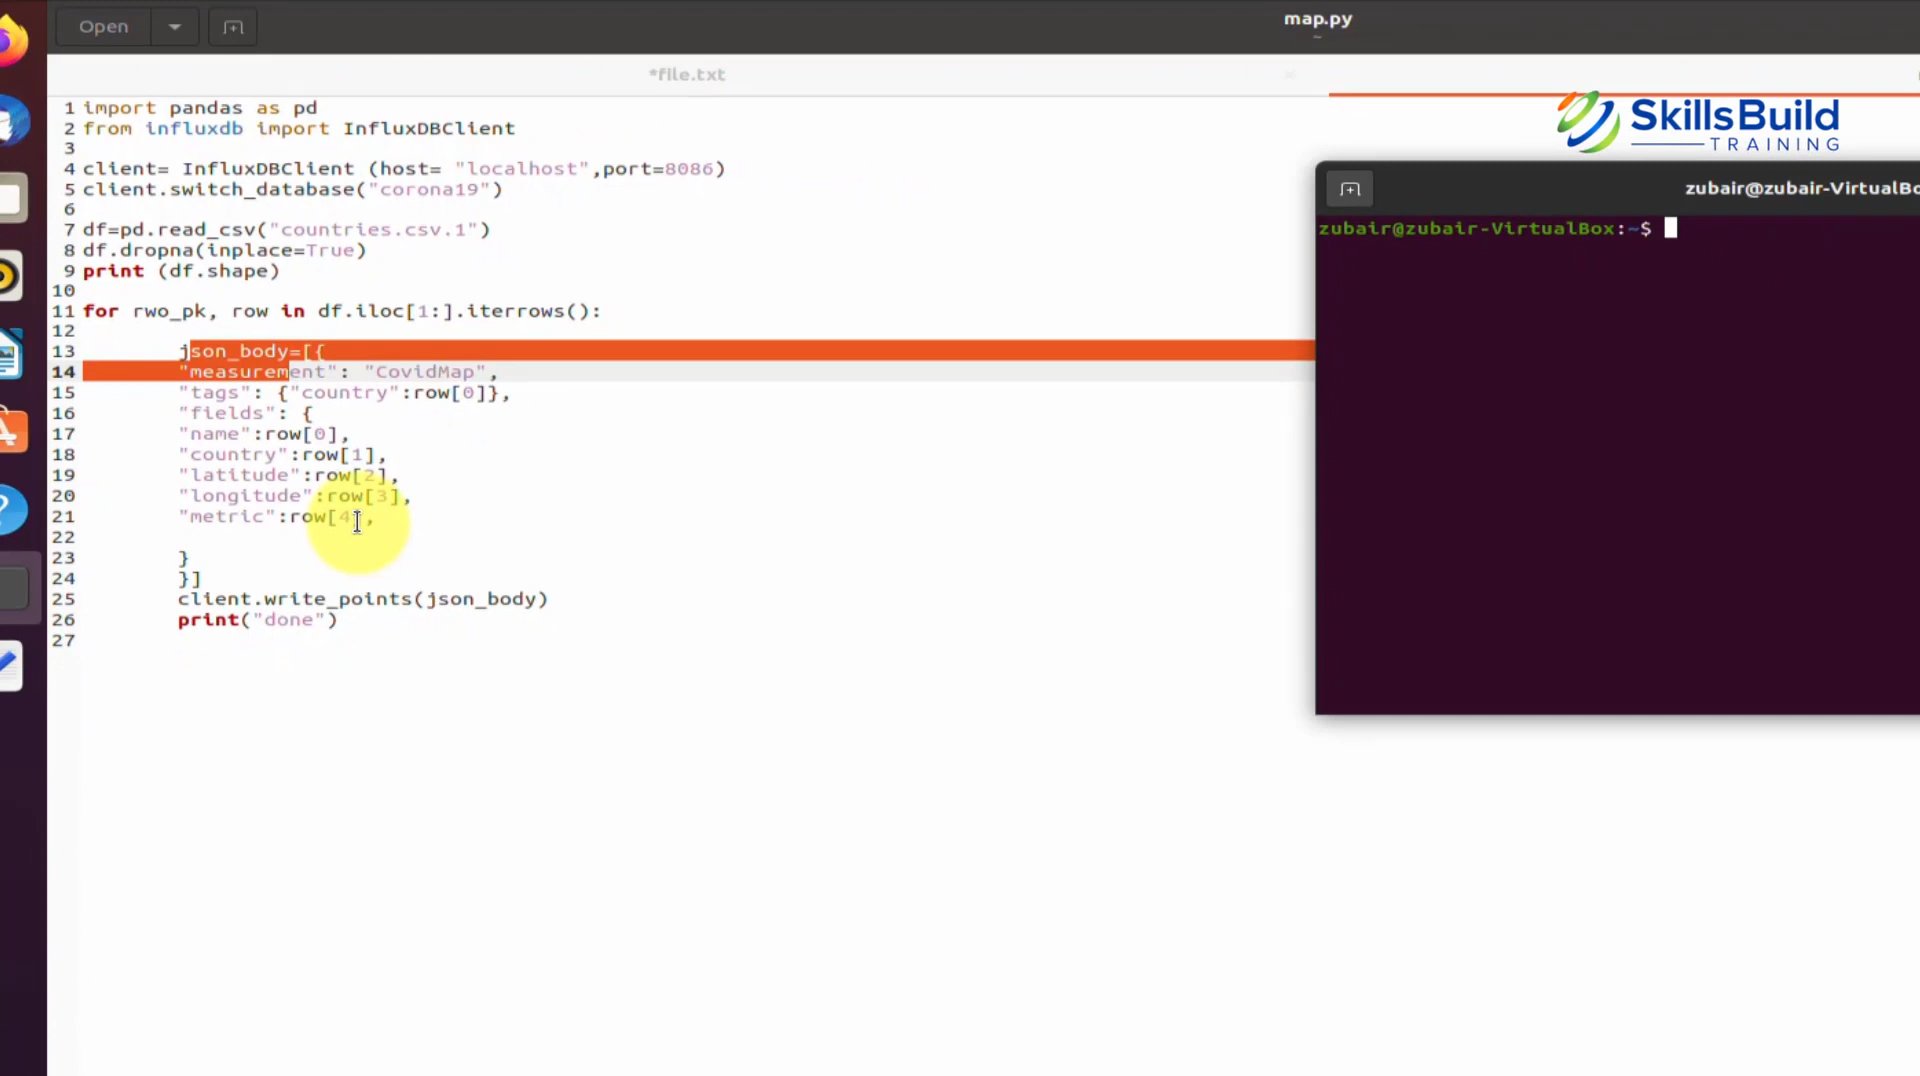 Open
map.py
~
*file.txt
SkillsBuild
TRAINING
1 import pandas as pd
2 from influxdb import InfluxDBClient
3
4 client= InfluxDBClient (host= "localhost",port=8086)
5 client.switch_database("corona19")
6
7 df=pd.read_csv("countries.csv.1")
8 df.dropna(inplace=True)
9 print (df.shape)
10
11 for rwo_pk, row in df.iloc[1:].iterrows():
12
13 json_body=[{
14 "measurement": "CovidMap",
15 "tags": {"country":row[0]},
16 "fields": {
17 "name":row[0],
18 "country":row[1],
19 "latitude":row[2],
20 "longitude":row[3],
21 "metric":row[4],
22
23 }
24 }]
25 client.write_points(json_body)
26 print("done")
27
zubair@zubair-VirtualBo
zubair@zubair-VirtualBox:~$